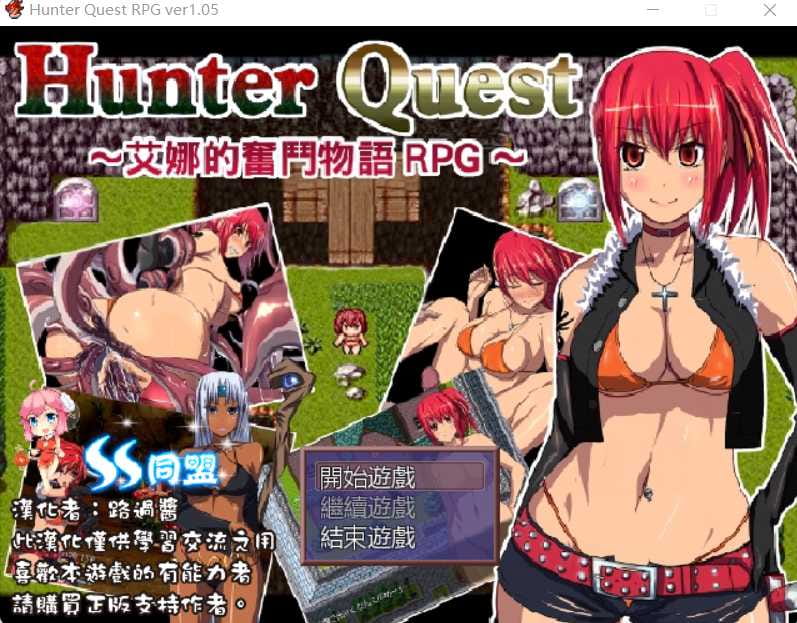 Hunter Quest RPG ver1.05
Hunter Quest
～艾娜的奮鬥物語 RPG～
SS同盟
開始遊戲
繼續遊戲
結束遊戲
漢化者：路過醬
此漢化僅供學習交流之用
喜歡本遊戲的有能力者
請購買正版支持作者。